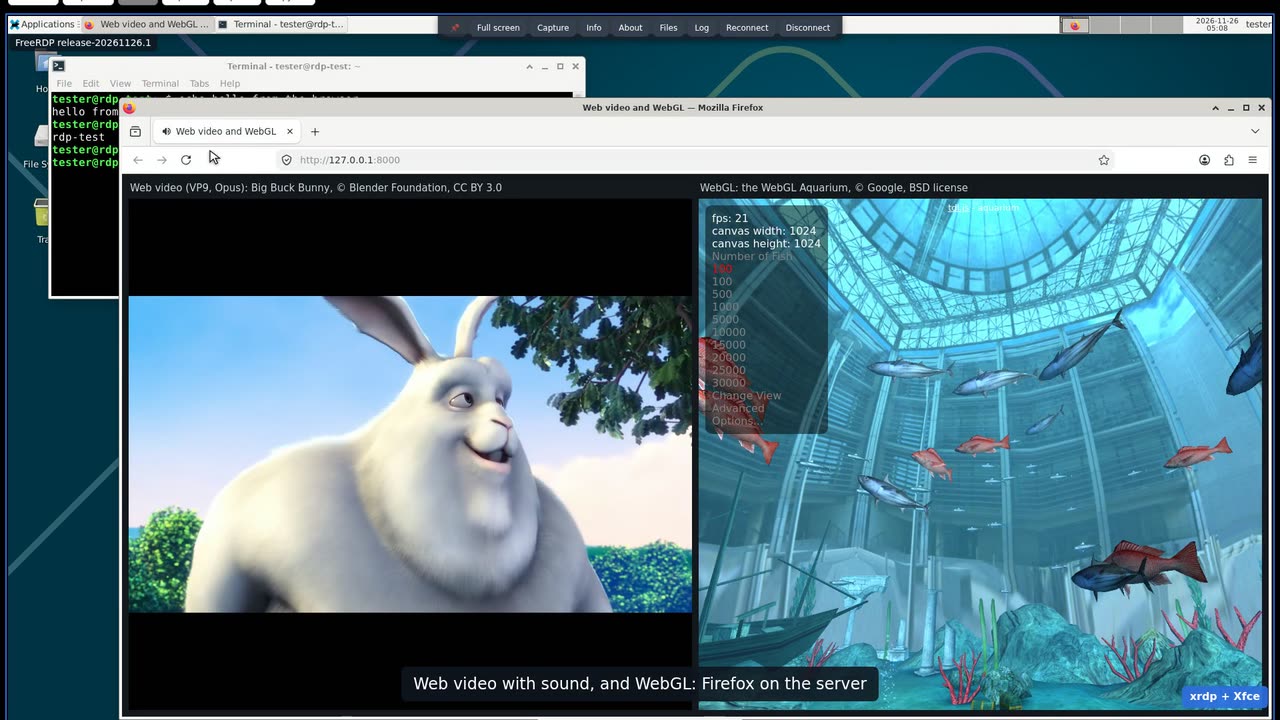 Applications
Web video and WebGL ...
Terminal - tester@rdp-t...
Full screen
Capture
Info
About
Files
Log
Reconnect
Disconnect
2026-11-26
05:08
tester
FreeRDP release-20261126.1
Terminal - tester@rdp-test: ~
File Edit View Terminal Tabs Help
tester@rdp
hello from
tester@rdp
rdp-test
tester@rdp
tester@rdp
File Sy
Web video and WebGL — Mozilla Firefox
Web video and WebGL
http://127.0.0.1:8000
Web video (VP9, Opus): Big Buck Bunny, © Blender Foundation, CC BY 3.0
WebGL: the WebGL Aquarium, © Google, BSD license
fps: 21
canvas width: 1024
canvas height: 1024
Number of Fish
100
500
1000
5000
10000
15000
20000
25000
30000
Change View
Advanced
Options...
Web video with sound, and WebGL: Firefox on the server
xrdp + Xfce